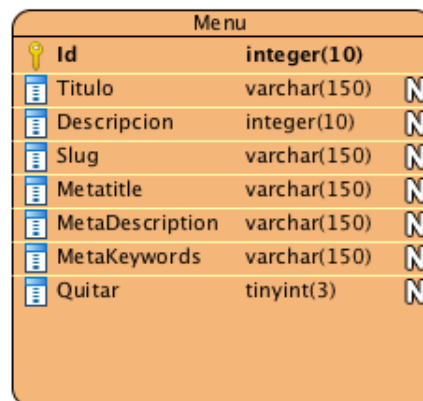 Menu
Id integer(10)
Titulo varchar(150) N
Descripcion integer(10) N
Slug varchar(150) N
Metatitle varchar(150) N
MetaDescription varchar(150) N
MetaKeywords varchar(150) N
Quitar tinyint(3) N